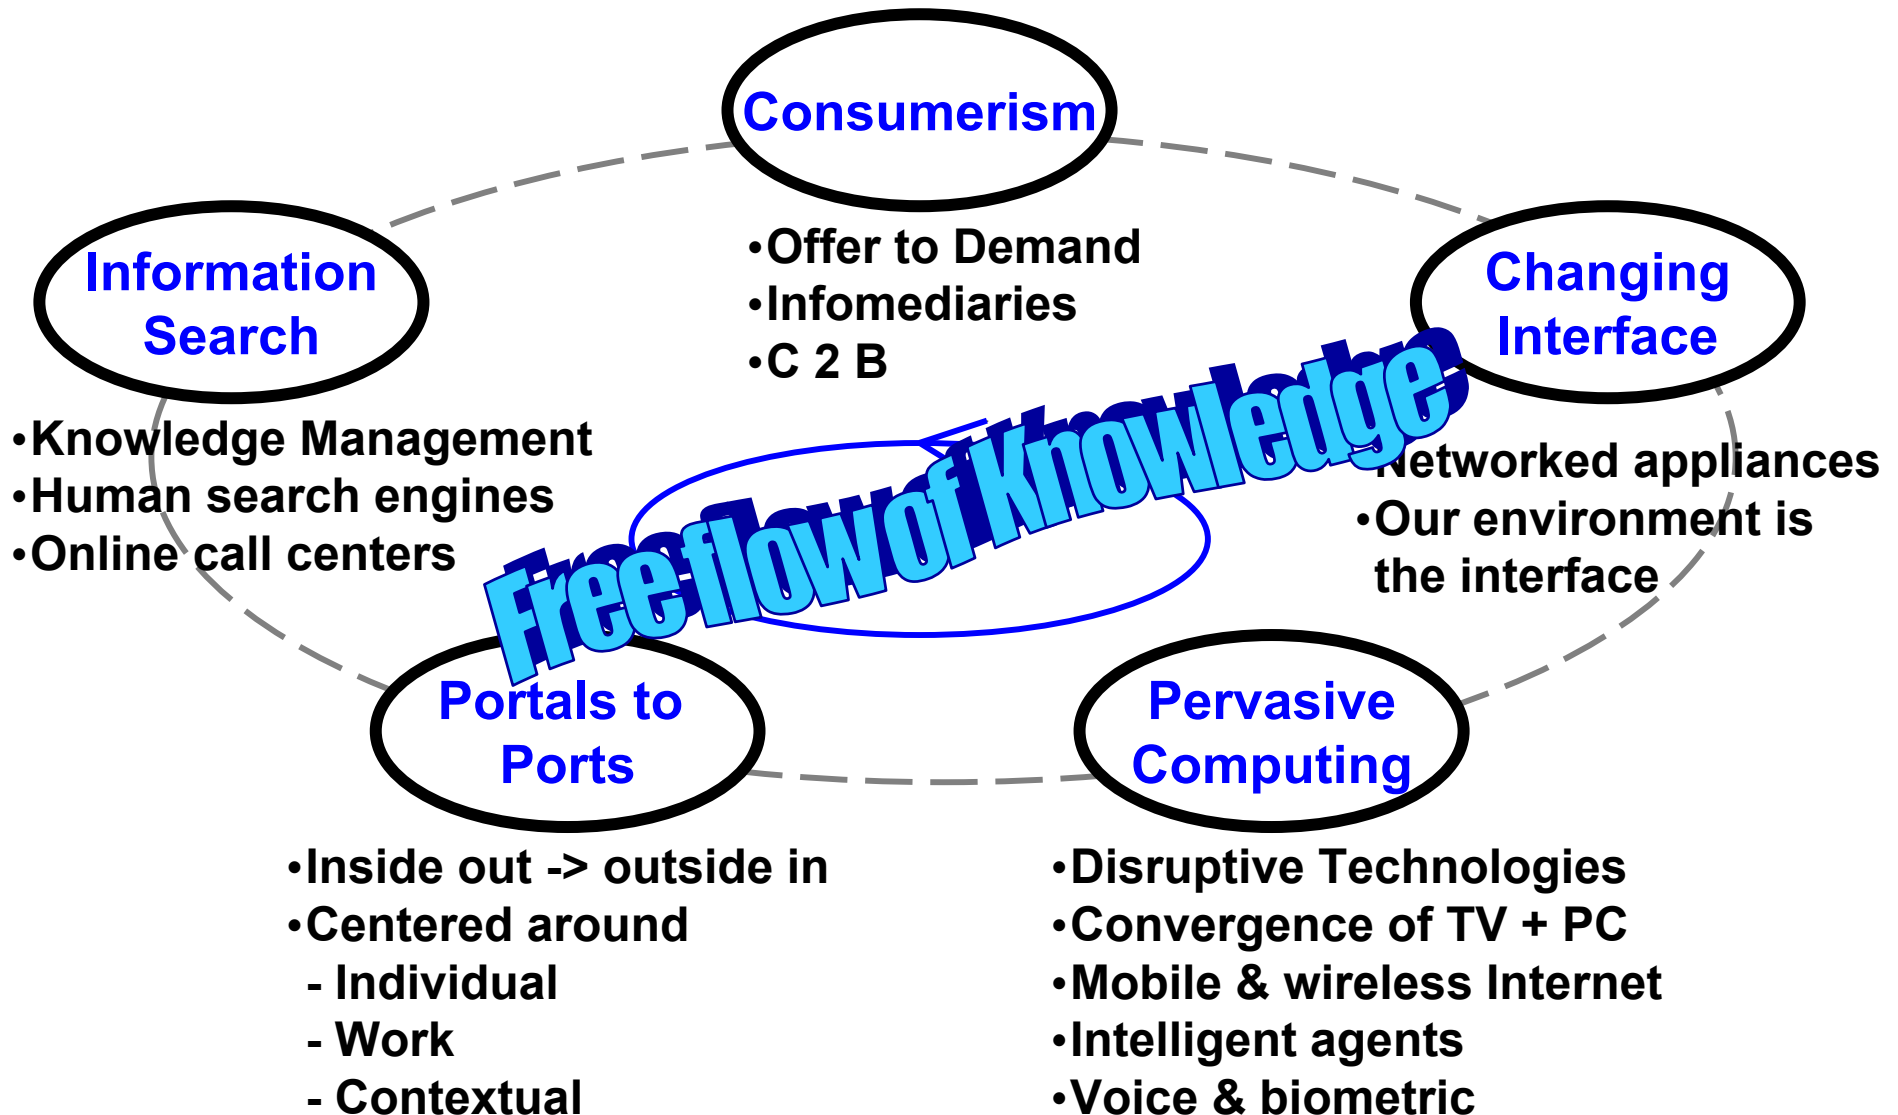 Consumerism
•Offer to Demand
•Infomediaries
•C 2 B
Information
Search
•Knowledge Management
•Human search engines
•Online call centers
Changing
Interface
Networked appliances
•Our environment is
the interface
Free flow of Knowledge
Portals to
Ports
•Inside out -> outside in
•Centered around
- Individual
- Work
- Contextual
Pervasive
Computing
•Disruptive Technologies
•Convergence of TV + PC
•Mobile & wireless Internet
•Intelligent agents
•Voice & biometric